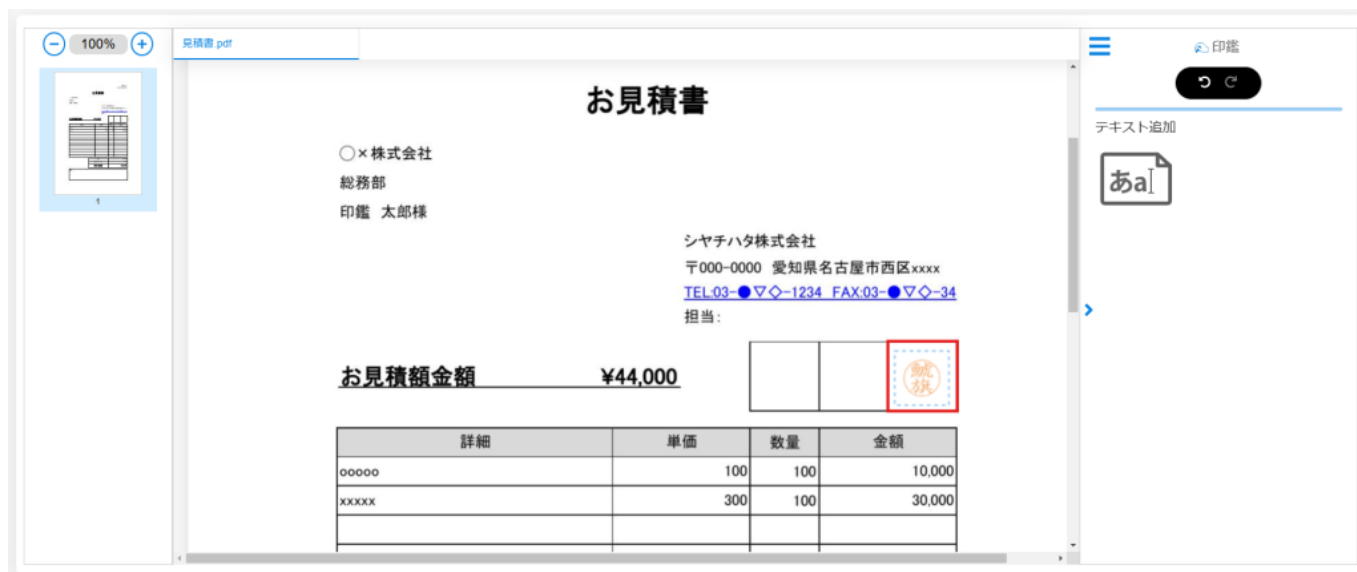 100%
見積書.pdf
印鑑
テキスト追加
あa
1
お見積書
○×株式会社
総務部
印鑑 太郎様
シヤチハタ株式会社
〒000-0000 愛知県名古屋市西区xxxx
TEL:03-●▽◇-1234 FAX:03-●▽◇-34
担当:
お見積額金額 ¥44,000
鯱旗
詳細 単価 数量 金額
ooooo 100 100 10,000
xxxxx 300 100 30,000